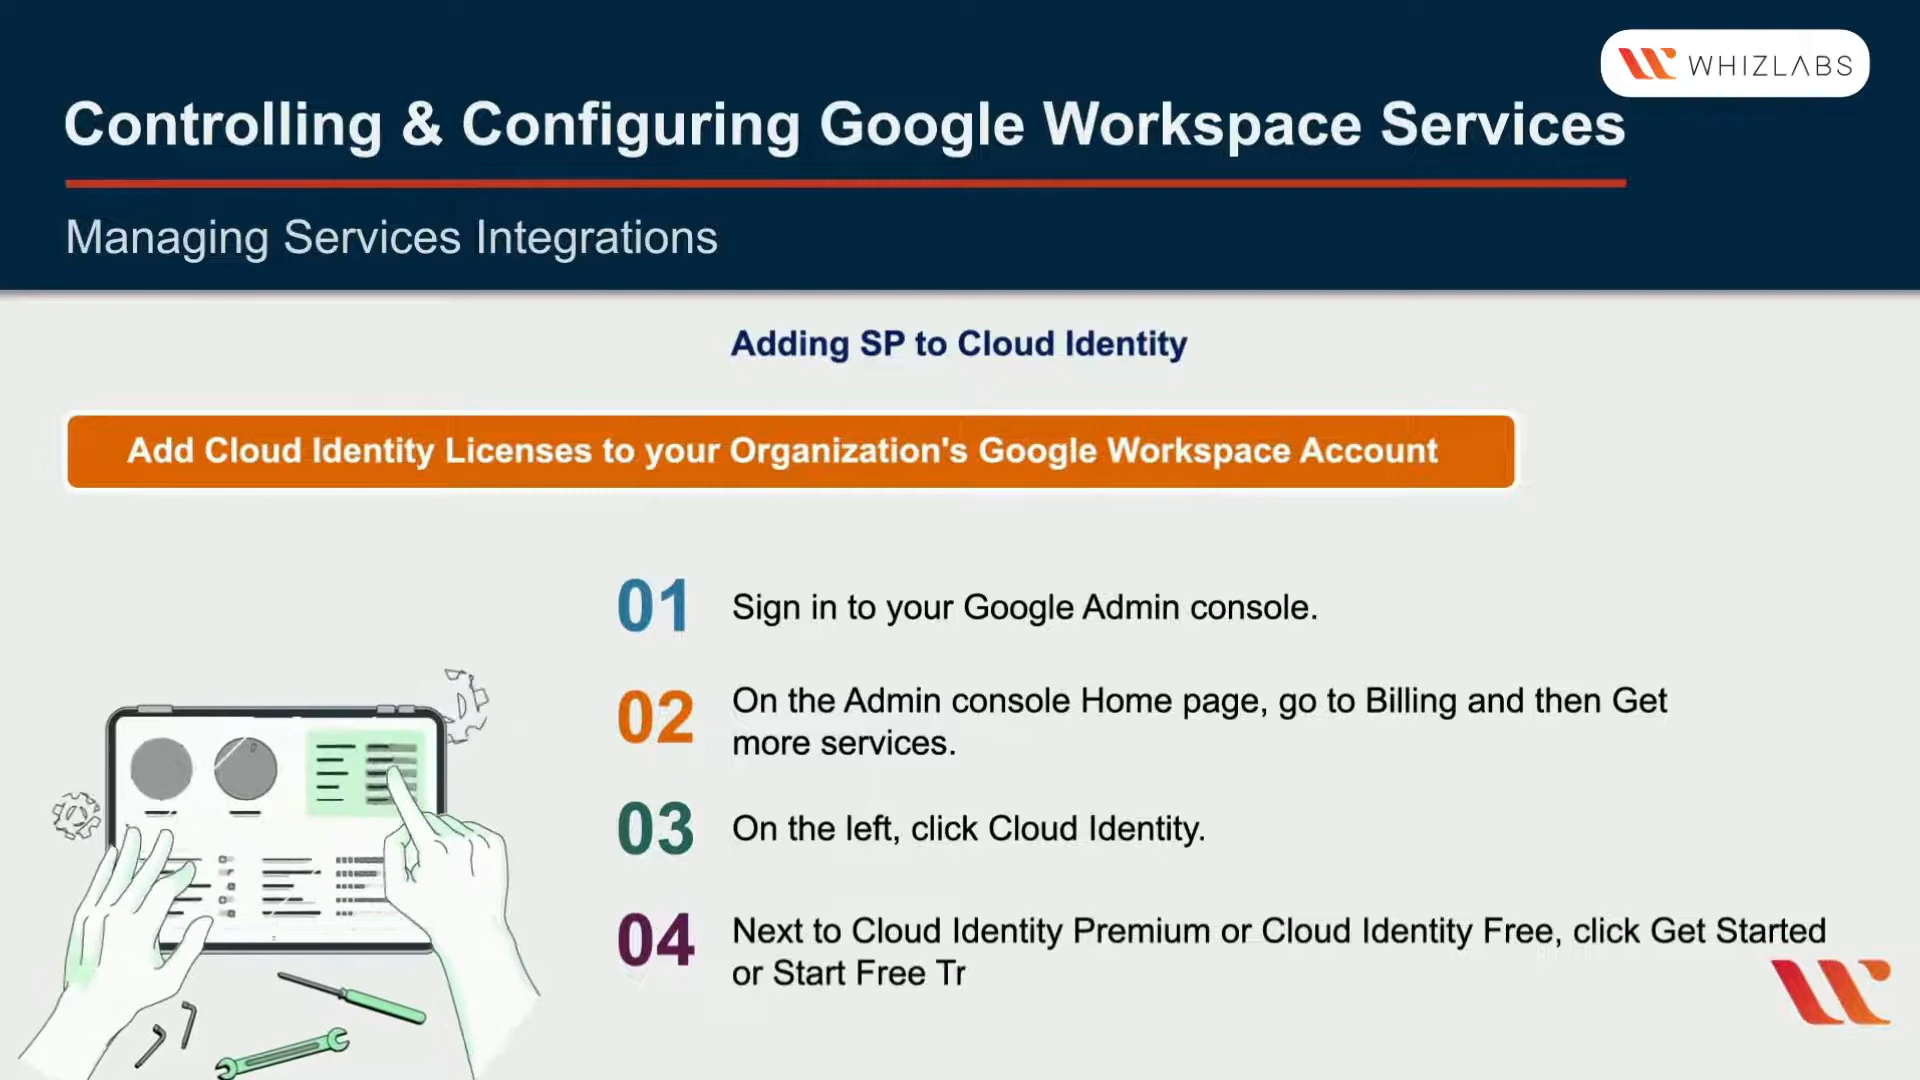 WHIZLABS
Controlling & Configuring Google Workspace Services
Managing Services Integrations
Adding SP to Cloud Identity
Add Cloud Identity Licenses to your Organization's Google Workspace Account
01 Sign in to your Google Admin console.
02 On the Admin console Home page, go to Billing and then Get
more services.
03 On the left, click Cloud Identity.
04 Next to Cloud Identity Premium or Cloud Identity Free, click Get Started
or Start Free Tr